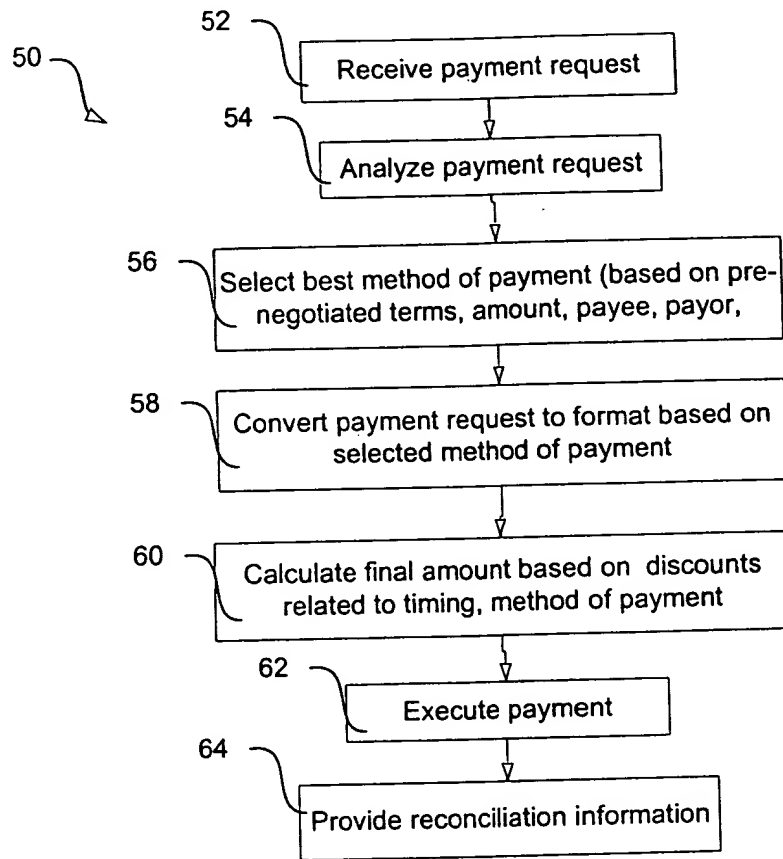 50
52
Receive payment request
54
Analyze payment request
56
Select best method of payment (based on pre-
negotiated terms, amount, payee, payor,
58
Convert payment request to format based on
selected method of payment
60
Calculate final amount based on discounts
related to timing, method of payment
62
Execute payment
64
Provide reconciliation information